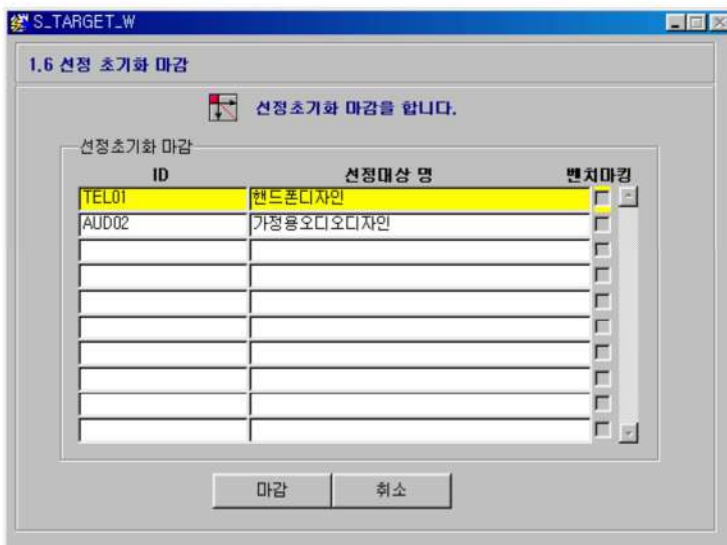 S_TARGET_W
1.6 선정 초기화 마감
선정초기화 마감을 합니다.
선정초기화 마감
ID 선정대상 명 벤치마킹
TEL01 핸드폰디자인
AUD02 가정용오디오디자인
마감 취소